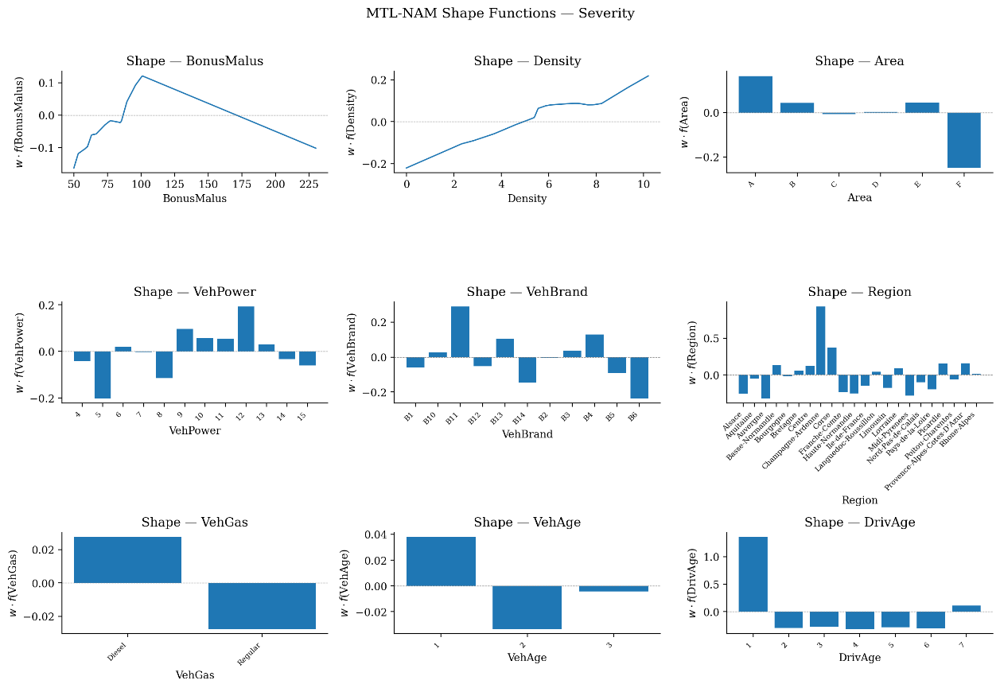 MTL-NAM Shape Functions — Severity
Shape — BonusMalus
w · f(BonusMalus)
0.1
0.0
−0.1
50
75
100
125
150
175
200
225
BonusMalus
Shape — Density
w · f(Density)
0.2
0.0
−0.2
0
2
4
6
8
10
Density
Shape — Area
w · f(Area)
0.0
−0.2
A
B
C
D
E
F
Area
Shape — VehPower
w · f(VehPower)
0.2
0.0
−0.2
4
5
6
7
8
9
10
11
12
13
14
15
VehPower
Shape — VehBrand
w · f(VehBrand)
0.2
0.0
−0.2
B1
B10
B11
B12
B13
B14
B2
B3
B4
B5
B6
VehBrand
Shape — Region
w · f(Region)
0.5
0.0
Alsace
Aquitaine
Auvergne
Basse-Normandie
Bourgogne
Bretagne
Centre
Champagne-Ardenne
Corse
Franche-Comte
Haute-Normandie
Ile-de-France
Languedoc-Roussillon
Limousin
Lorraine
Midi-Pyrenees
Nord-Pas-de-Calais
Pays-de-la-Loire
Picardie
Poitou-Charentes
Provence-Alpes-Cotes-D'Azur
Rhone-Alpes
Region
Shape — VehGas
w · f(VehGas)
0.02
0.00
−0.02
Diesel
Regular
VehGas
Shape — VehAge
w · f(VehAge)
0.04
0.02
0.00
−0.02
1
2
3
VehAge
Shape — DrivAge
w · f(DrivAge)
1.0
0.5
0.0
1
2
3
4
5
6
7
DrivAge